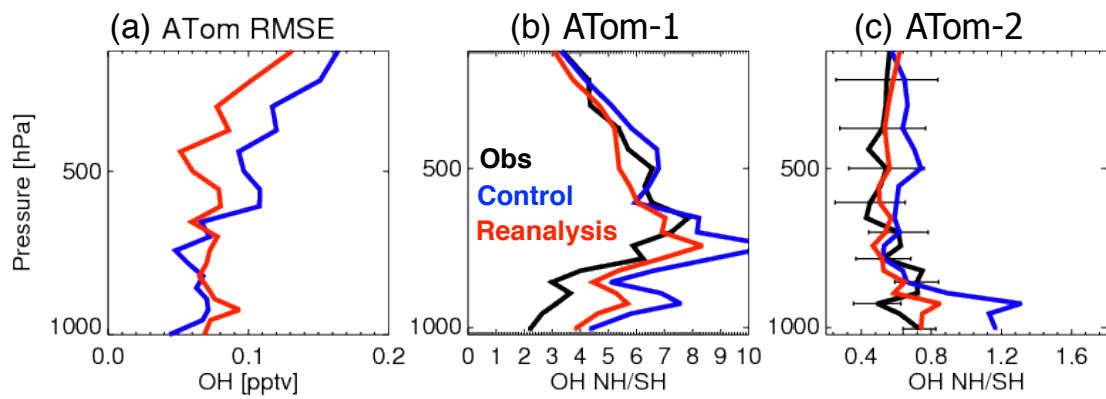 (a) ATom RMSE
(b) ATom-1
(c) ATom-2
Pressure [hPa]
500
1000
0.0 0.1 0.2
OH [pptv]
500
1000
Obs
Control
Reanalysis
0 1 2 3 4 5 6 7 8 9 10
OH NH/SH
500
1000
0.4 0.8 1.2 1.6
OH NH/SH